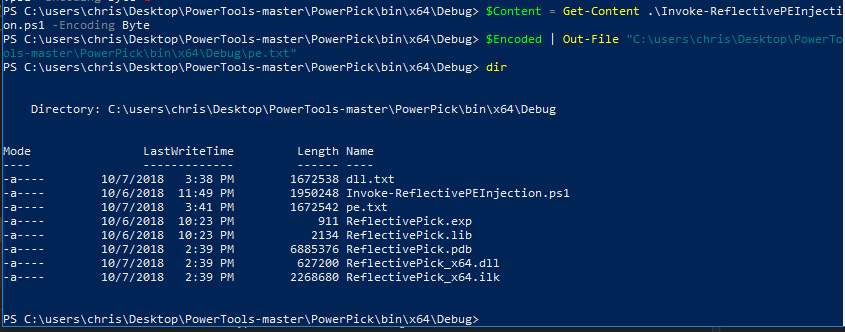 PS C:\users\chris\Desktop\PowerTools-master\PowerPick\bin\x64\Debug> $Content = Get-Content .\Invoke-ReflectivePEInjecti
on.ps1 -Encoding Byte
PS C:\users\chris\Desktop\PowerTools-master\PowerPick\bin\x64\Debug> $Encoded | Out-File "C:\users\chris\Desktop\PowerTo
ols-master\PowerPick\bin\x64\Debug\pe.txt"
PS C:\users\chris\Desktop\PowerTools-master\PowerPick\bin\x64\Debug> dir
Directory: C:\users\chris\Desktop\PowerTools-master\PowerPick\bin\x64\Debug
Mode LastWriteTime Length Name
---- ------------- ------ ----
-a---- 10/7/2018 3:38 PM 1672538 dll.txt
-a---- 10/6/2018 11:49 PM 1950248 Invoke-ReflectivePEInjection.ps1
-a---- 10/7/2018 3:41 PM 1672542 pe.txt
-a---- 10/6/2018 10:23 PM 911 ReflectivePick.exp
-a---- 10/6/2018 10:23 PM 2134 ReflectivePick.lib
-a---- 10/7/2018 2:39 PM 6885376 ReflectivePick.pdb
-a---- 10/7/2018 2:39 PM 627200 ReflectivePick_x64.dll
-a---- 10/7/2018 2:39 PM 2268680 ReflectivePick_x64.ilk
PS C:\users\chris\Desktop\PowerTools-master\PowerPick\bin\x64\Debug>